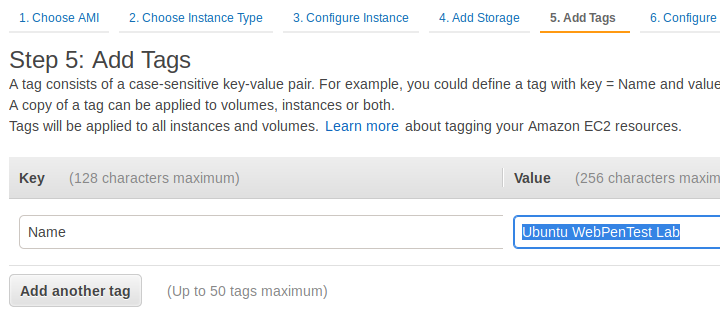 1. Choose AMI 2. Choose Instance Type 3. Configure Instance 4. Add Storage 5. Add Tags 6. Configure
Step 5: Add Tags
A tag consists of a case-sensitive key-value pair. For example, you could define a tag with key = Name and value
A copy of a tag can be applied to volumes, instances or both.
Tags will be applied to all instances and volumes. Learn more about tagging your Amazon EC2 resources.
Key (128 characters maximum) Value (256 characters maxim
Name Ubuntu WebPenTest Lab
Add another tag (Up to 50 tags maximum)